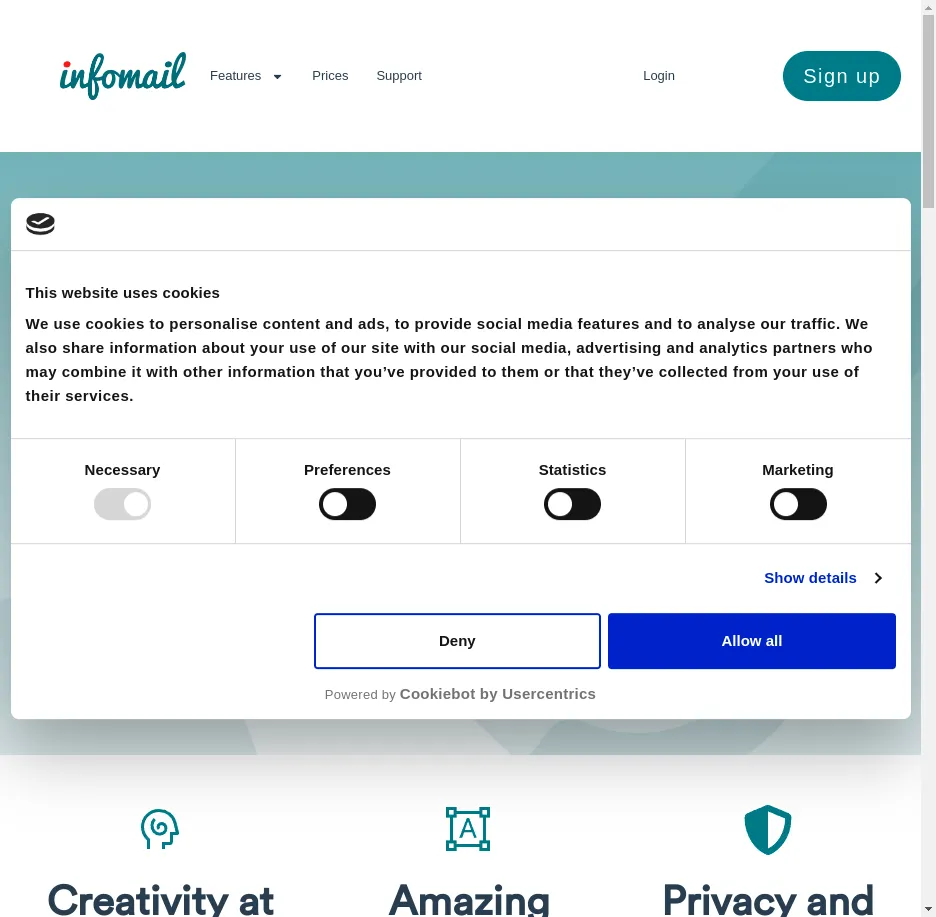 infomail
Features
Prices
Support
Login
Sign up
This website uses cookies
We use cookies to personalise content and ads, to provide social media features and to analyse our traffic. We
also share information about your use of our site with our social media, advertising and analytics partners who
may combine it with other information that you’ve provided to them or that they’ve collected from your use of
their services.
Necessary
Preferences
Statistics
Marketing
Show details
Deny
Allow all
Powered by Cookiebot by Usercentrics
A
Creativity at
Amazing
Privacy and